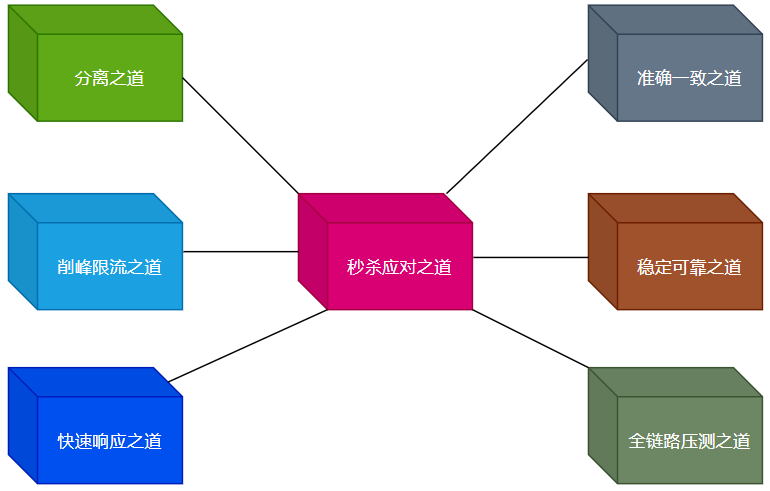 分离之道
准确一致之道
削峰限流之道
秒杀应对之道
稳定可靠之道
快速响应之道
全链路压测之道